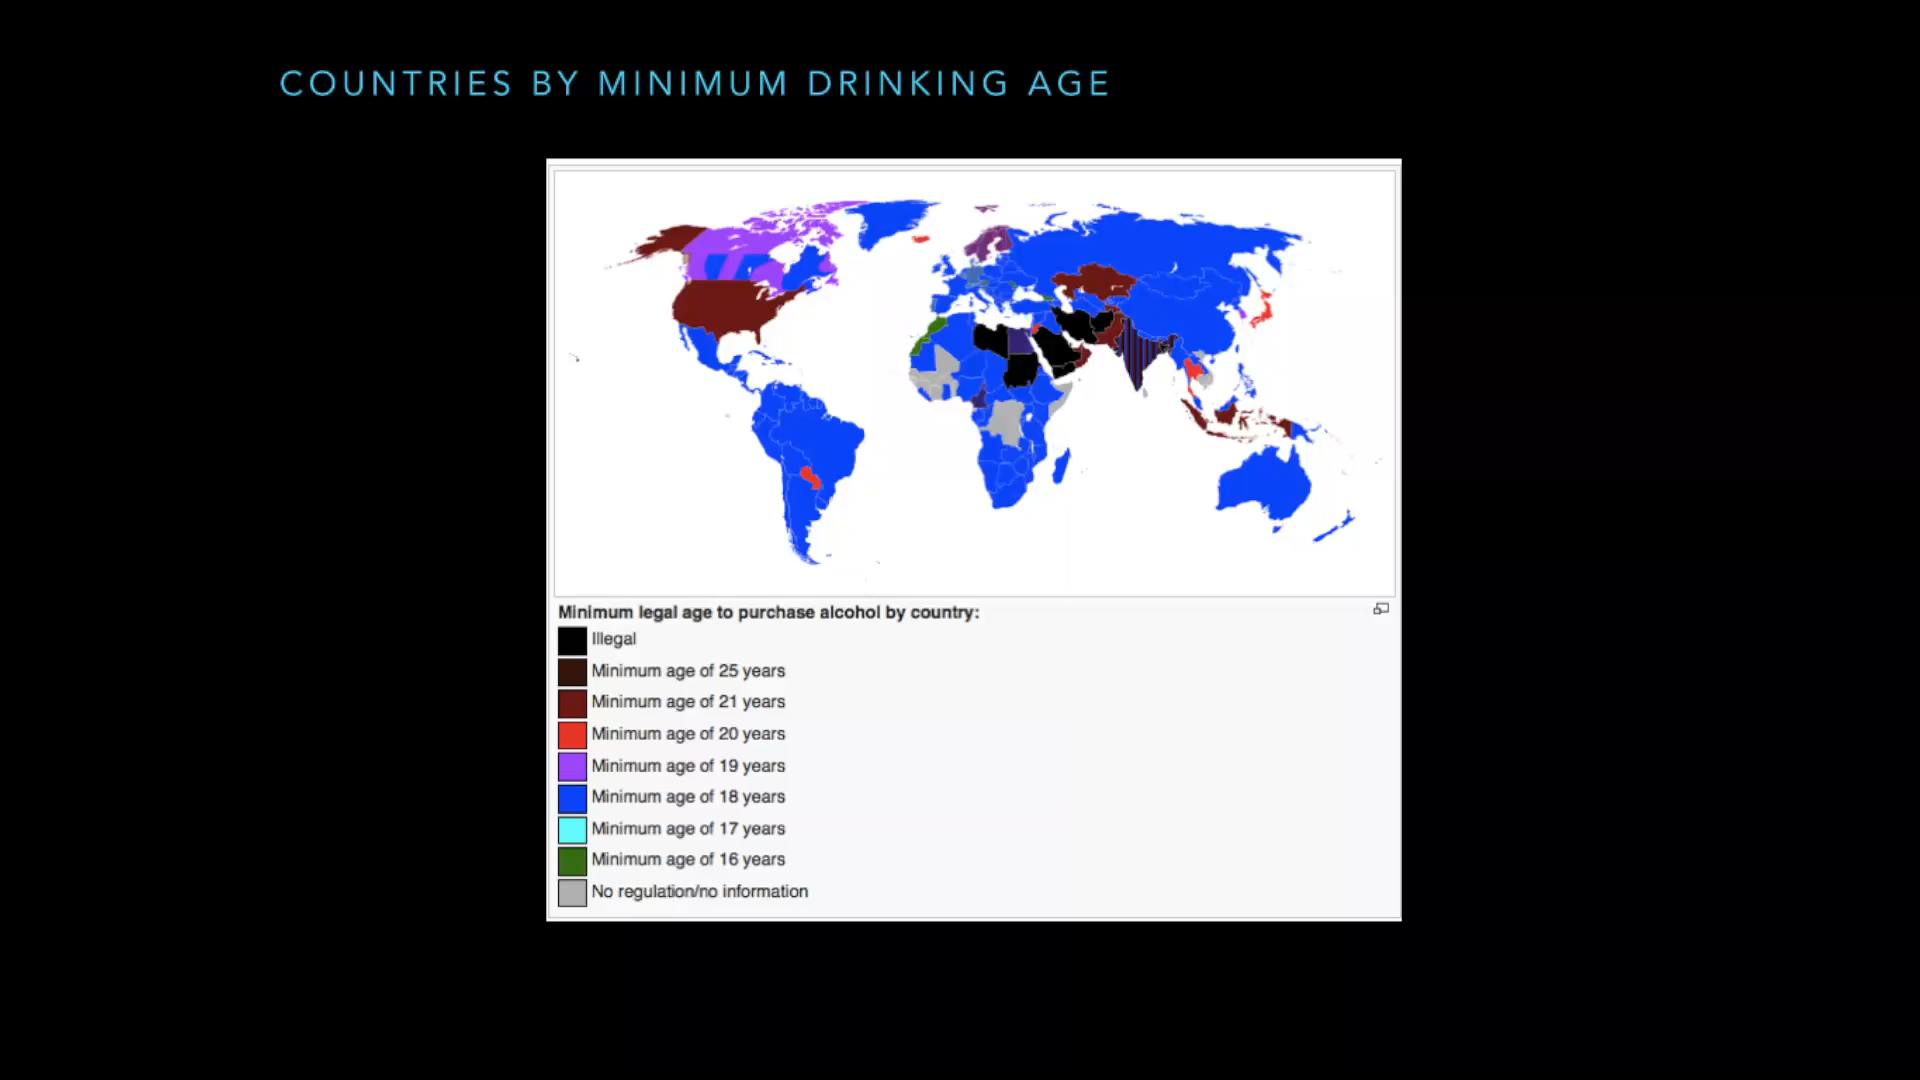 COUNTRIES BY MINIMUM DRINKING AGE
Minimum legal age to purchase alcohol by country:
Illegal
Minimum age of 25 years
Minimum age of 21 years
Minimum age of 20 years
Minimum age of 19 years
Minimum age of 18 years
Minimum age of 17 years
Minimum age of 16 years
No regulation/no information